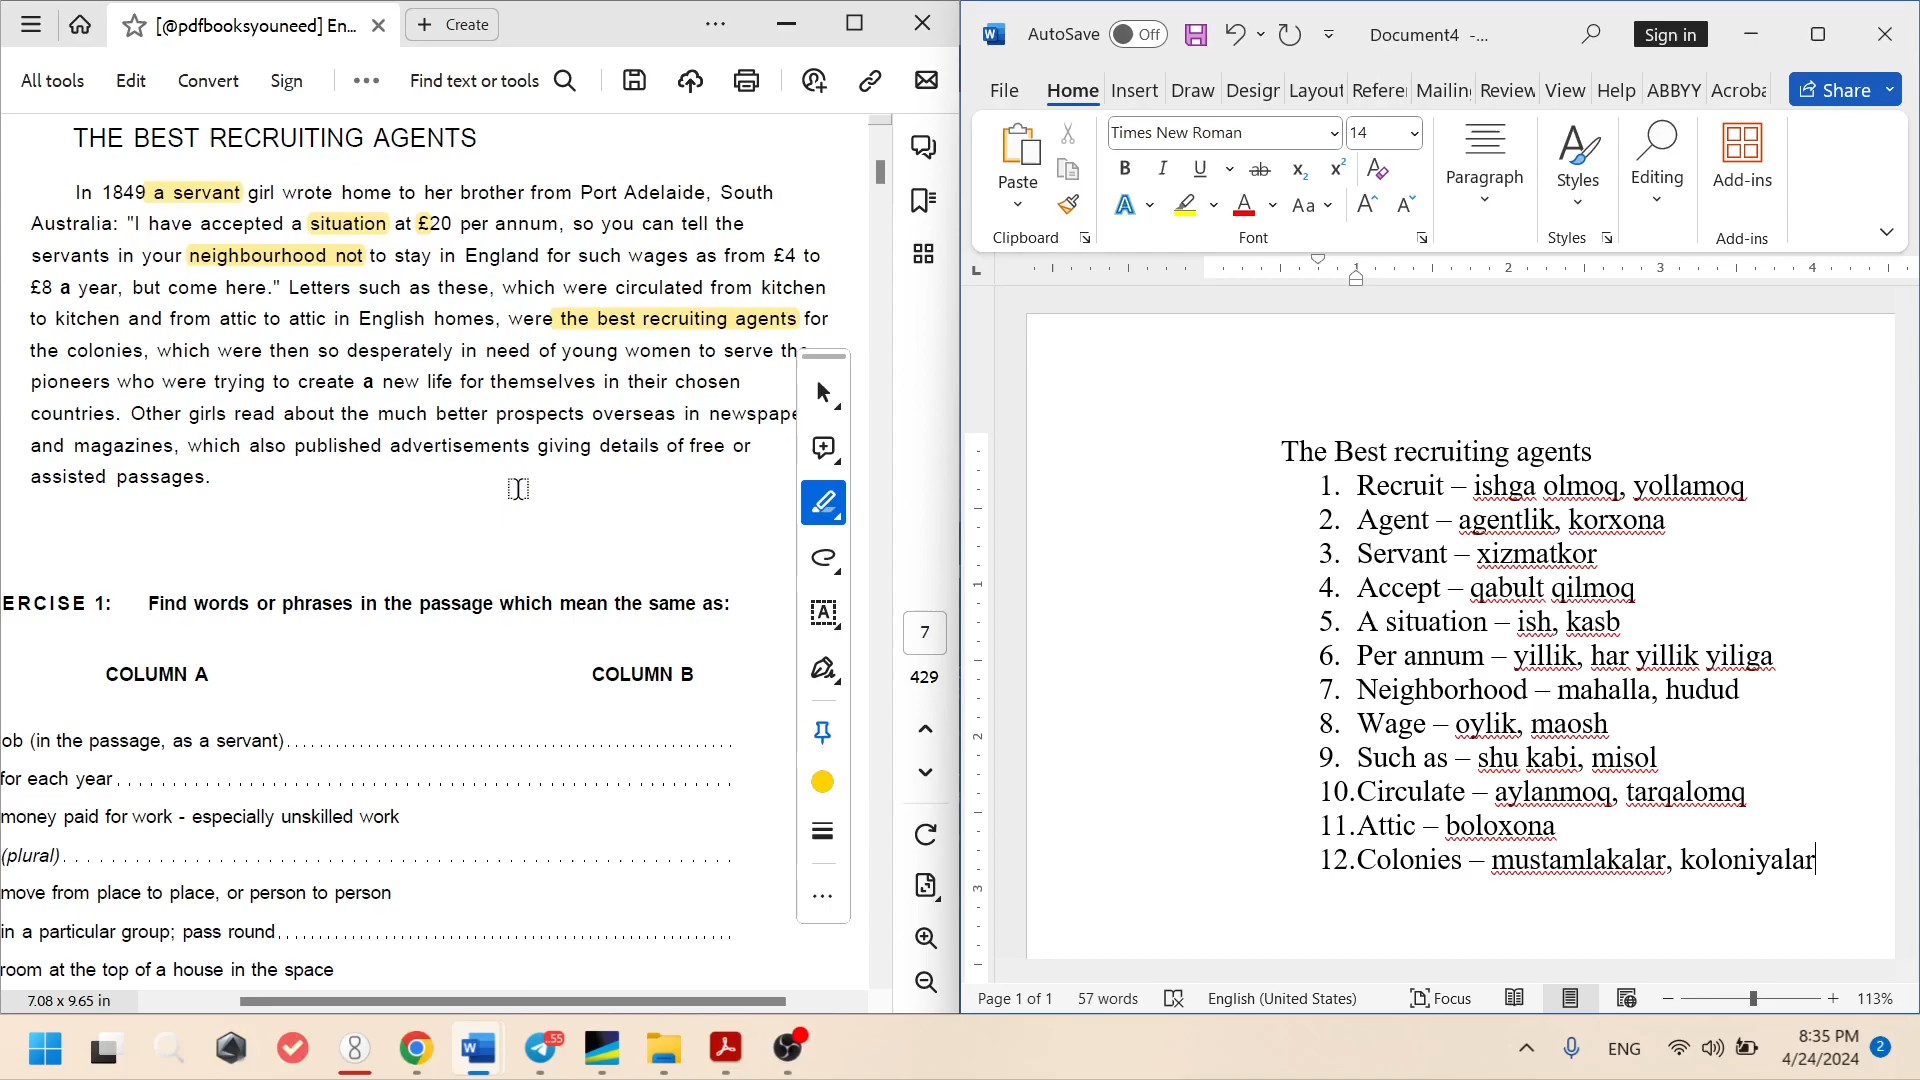 [@pdfbooksyouneed] En...
Create
All tools
Edit
Convert
Sign
Find text or tools
THE BEST RECRUITING AGENTS
In 1849 a servant girl wrote home to her brother from Port Adelaide, South
Australia: "I have accepted a situation at £20 per annum, so you can tell the
servants in your neighbourhood not to stay in England for such wages as from £4 to
£8 a year, but come here." Letters such as these, which were circulated from kitchen
to kitchen and from attic to attic in English homes, were the best recruiting agents for
the colonies, which were then so desperately in need of young women to serve the
pioneers who were trying to create a new life for themselves in their chosen
countries. Other girls read about the much better prospects overseas in newspape
and magazines, which also published advertisements giving details of free or
assisted passages.
ERCISE 1: Find words or phrases in the passage which mean the same as:
COLUMN A
COLUMN B
ob (in the passage, as a servant)
for each year
money paid for work - especially unskilled work
(plural)
move from place to place, or person to person
in a particular group; pass round
room at the top of a house in the space
7.08 x 9.65 in
7
429
AutoSave
Off
Document4 -...
Sign in
File
Home
Insert
Draw
Design
Layout
Referer
Mailing
Review
View
Help
ABBYY
Acroba
Share
Paste
Clipboard
Times New Roman
14
Font
Paragraph
Styles
Styles
Editing
Add-ins
Add-ins
1 2 3 4
The Best recruiting agents
1. Recruit – ishga olmoq, yollamoq
2. Agent – agentlik, korxona
3. Servant – xizmatkor
4. Accept – qabult qilmoq
5. A situation – ish, kasb
6. Per annum – yillik, har yillik yiliga
7. Neighborhood – mahalla, hudud
8. Wage – oylik, maosh
9. Such as – shu kabi, misol
10. Circulate – aylanmoq, tarqalomq
11. Attic – boloxona
12. Colonies – mustamlakalar, koloniyalar
Page 1 of 1
57 words
English (United States)
Focus
113%
ENG
8:35 PM
4/24/2024
2